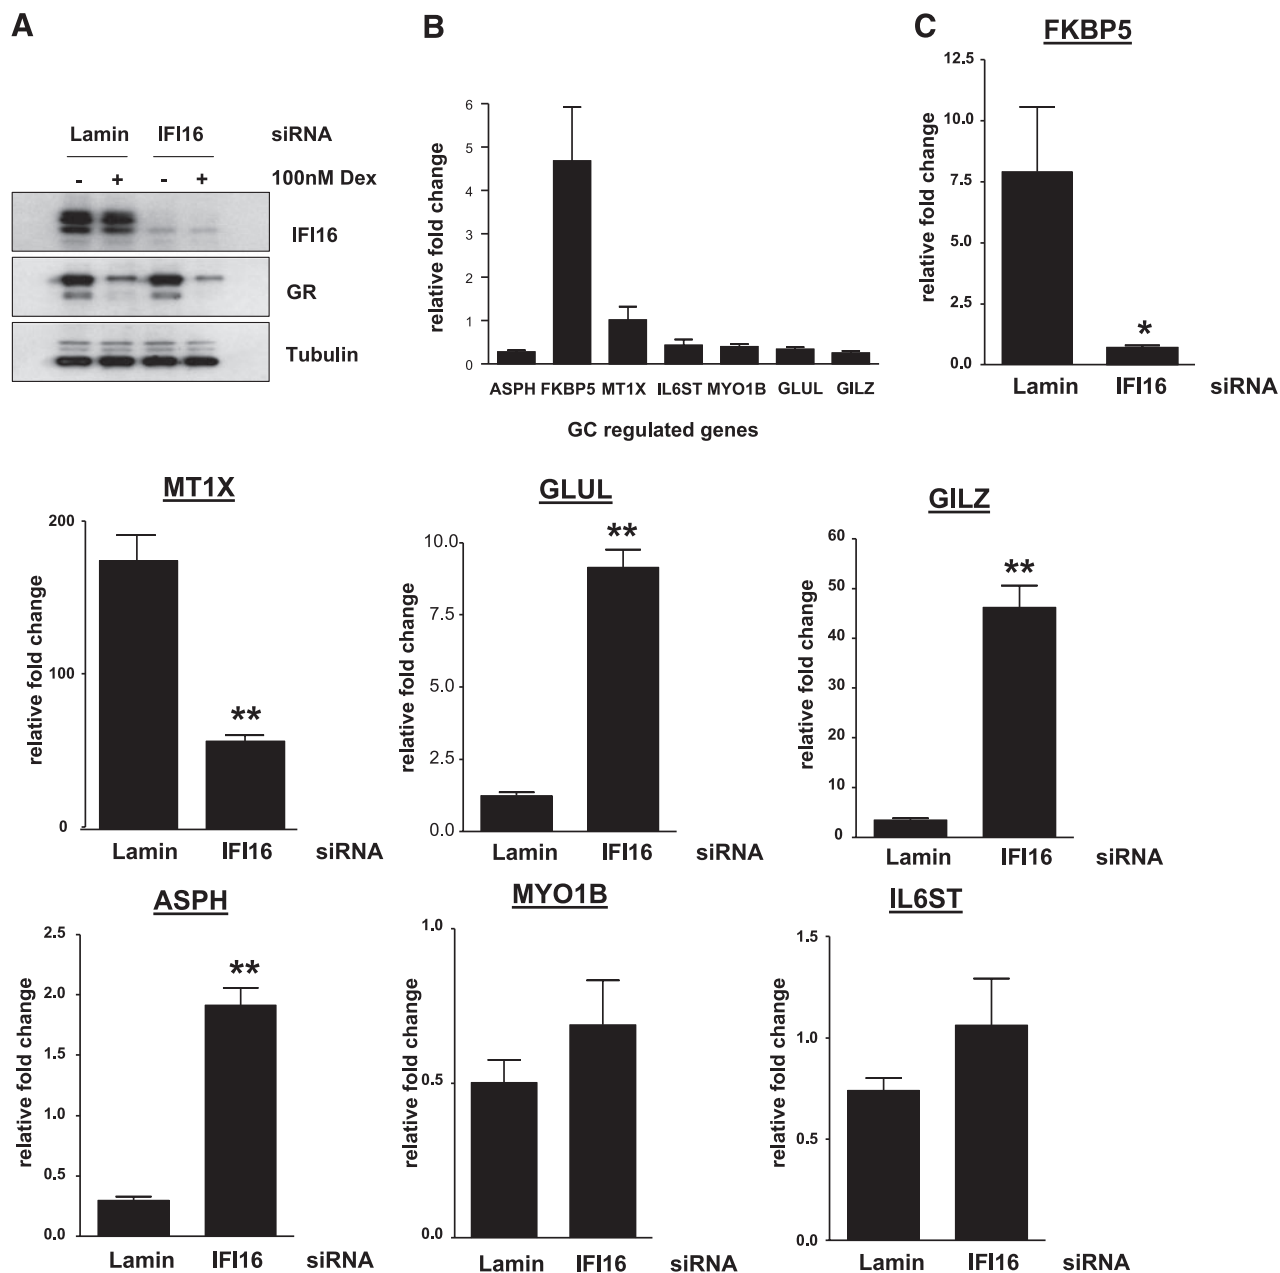 A
Lamin IFI16 siRNA
- + - + 100nM Dex
IFI16
GR
Tubulin
B
relative fold change
6
5
4
3
2
1
0
ASPH FKBP5 MT1X IL6ST MYO1B GLUL GILZ
GC regulated genes
C
FKBP5
relative fold change
12.5
10.0
7.5
5.0
2.5
0.0
*
Lamin IFI16 siRNA
MT1X
relative fold change
200
100
0
**
Lamin IFI16 siRNA
GLUL
relative fold change
10.0
7.5
5.0
2.5
0.0
**
Lamin IFI16 siRNA
GILZ
relative fold change
60
50
40
30
20
10
0
**
Lamin IFI16 siRNA
ASPH
relative fold change
2.5
2.0
1.5
1.0
0.5
0.0
**
Lamin IFI16 siRNA
MYO1B
relative fold change
1.0
0.5
0.0
Lamin IFI16 siRNA
IL6ST
relative fold change
1.5
1.0
0.5
0.0
Lamin IFI16 siRNA